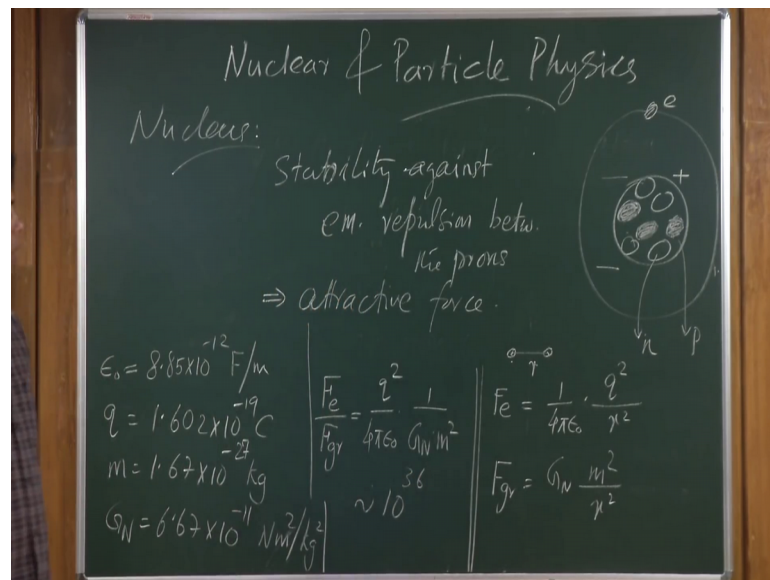 Nuclear & Particle Physics
Nucleus:
Stability against
em. repulsion betw.
the prons
⇒ attractive force.
e
− +
−
n p
ε₀ = 8.85×10⁻¹² F/m
q = 1.602×10⁻¹⁹ C
m = 1.67×10⁻²⁷ kg
G_N = 6.67×10⁻¹¹ Nm²/kg²
F_e/F_gr = q²/4πε₀ · 1/G_N m²
~ 10³⁶
r
F_e = 1/4πε₀ · q²/r²
F_gr = G_N m²/r²